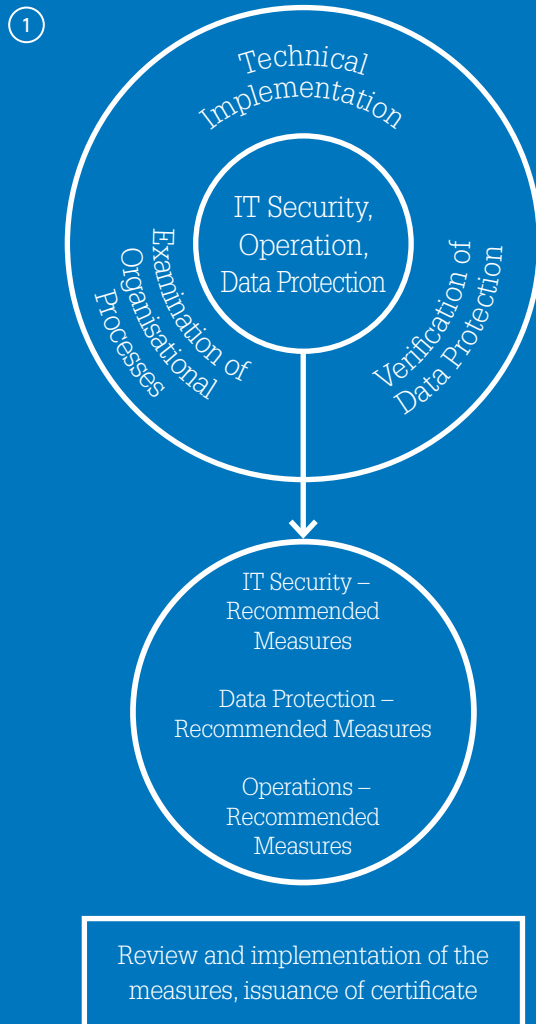 1
Technical
Implementation
IT Security,
Operation,
Data Protection
Examination of
Organisational
Processes
Verification of
Data Protection
IT Security –
Recommended
Measures
Data Protection –
Recommended Measures
Operations –
Recommended
Measures
Review and implementation of the
measures, issuance of certificate